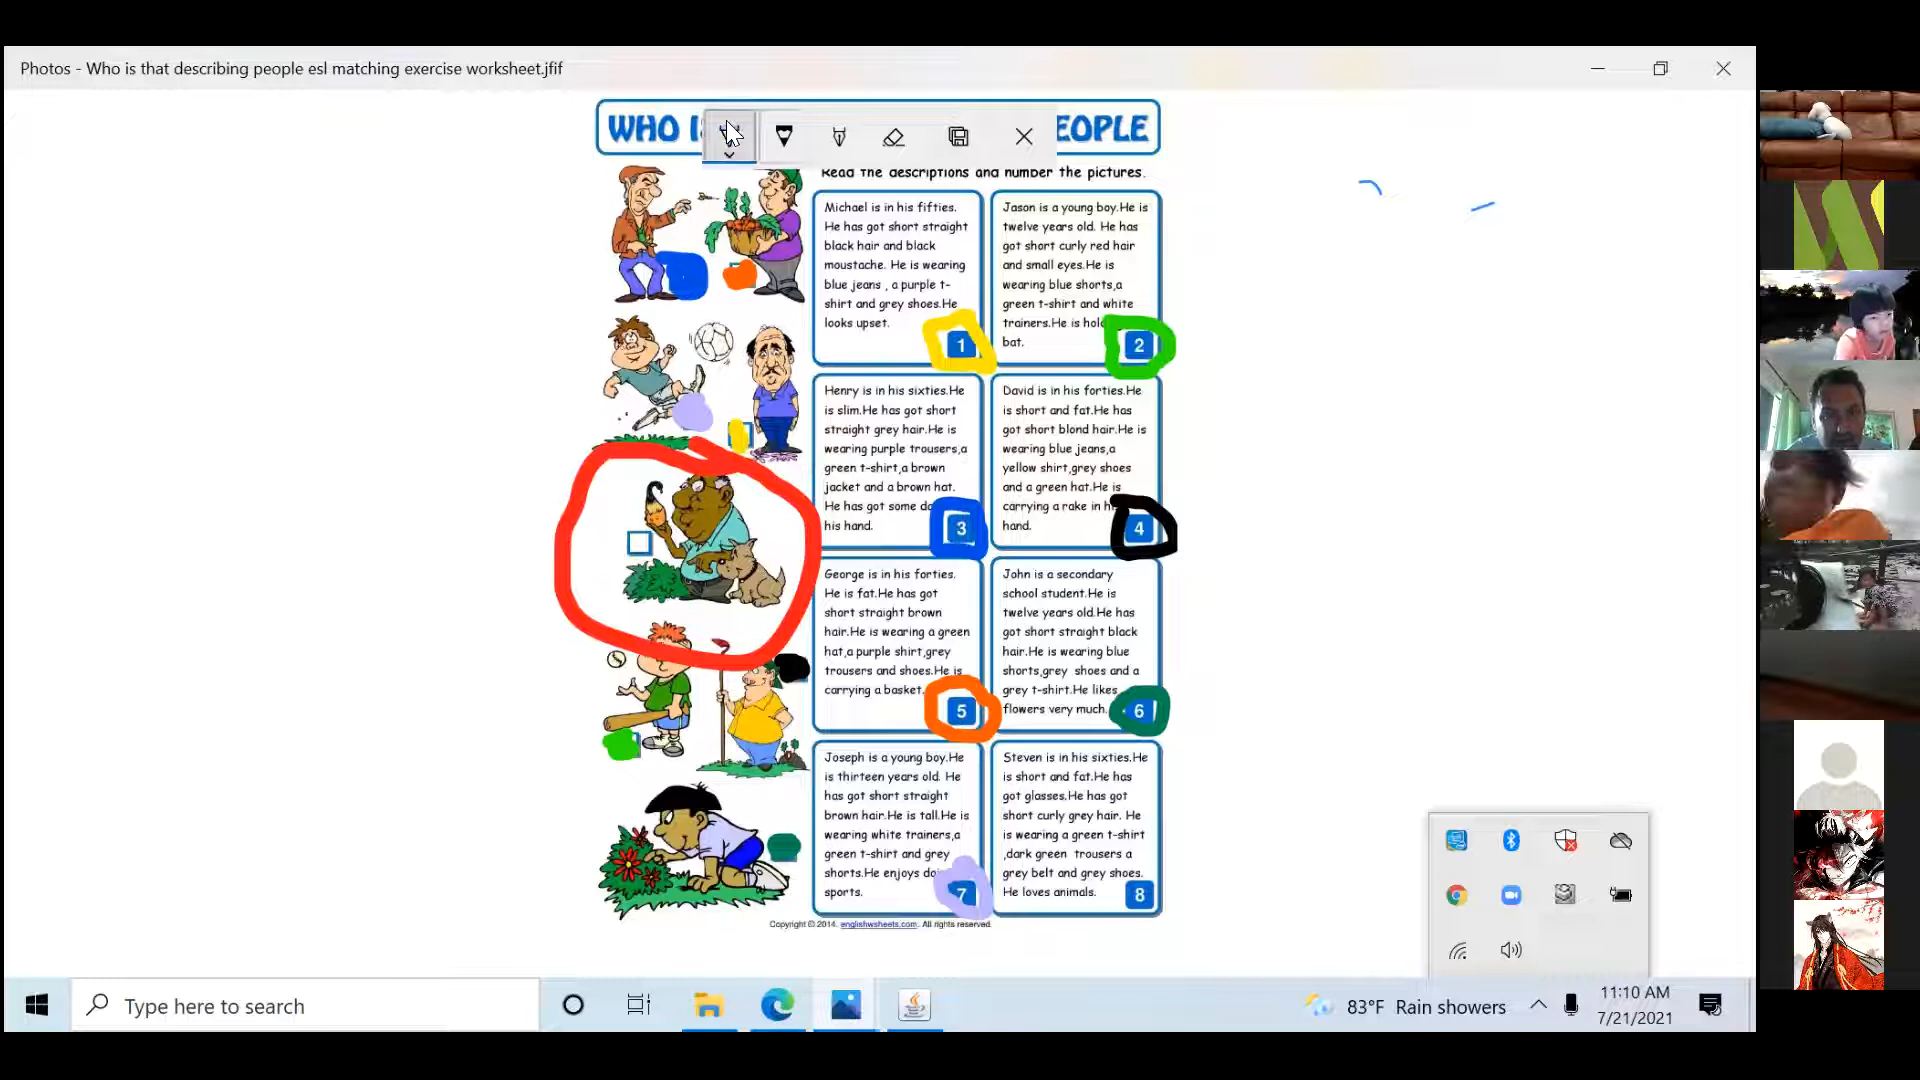 Photos - Who is that describing people esl matching exercise worksheet.jfif
WHO I
EOPLE
Read the descriptions and number the pictures.
Michael is in his fifties.
He has got short straight
black hair and black
moustache. He is wearing
blue jeans , a purple t-
shirt and grey shoes.He
looks upset.
1
Jason is a young boy.He is
twelve years old. He has
got short curly red hair
and small eyes.He is
wearing blue shorts,a
green t-shirt and white
trainers.He is hol
bat.
2
Henry is in his sixties.He
is slim.He has got short
straight grey hair.He is
wearing purple trousers,a
green t-shirt,a brown
jacket and a brown hat.
He has got some da
his hand.
3
David is in his forties.He
is short and fat.He has
got short blond hair.He is
wearing blue jeans,a
yellow shirt,grey shoes
and a green hat.He is
carrying a rake in h
hand.
4
George is in his forties.
He is fat.He has got
short straight brown
hair.He is wearing a green
hat,a purple shirt,grey
trousers and shoes.He is
carrying a basket.
5
John is a secondary
school student.He is
twelve years old.He has
got short straight black
hair.He is wearing blue
shorts,grey shoes and a
grey t-shirt.He likes
flowers very much.
6
Joseph is a young boy.He
is thirteen years old. He
has got short straight
brown hair.He is tall.He is
wearing white trainers,a
green t-shirt and grey
shorts.He enjoys doi
sports.
7
Steven is in his sixties.He
is short and fat.He has
got glasses.He has got
short curly grey hair. He
is wearing a green t-shirt
,dark green trousers a
grey belt and grey shoes.
He loves animals.
8
Copyright © 2014. englishwsheets.com. All rights reserved.
Type here to search
83°F Rain showers
11:10 AM
7/21/2021